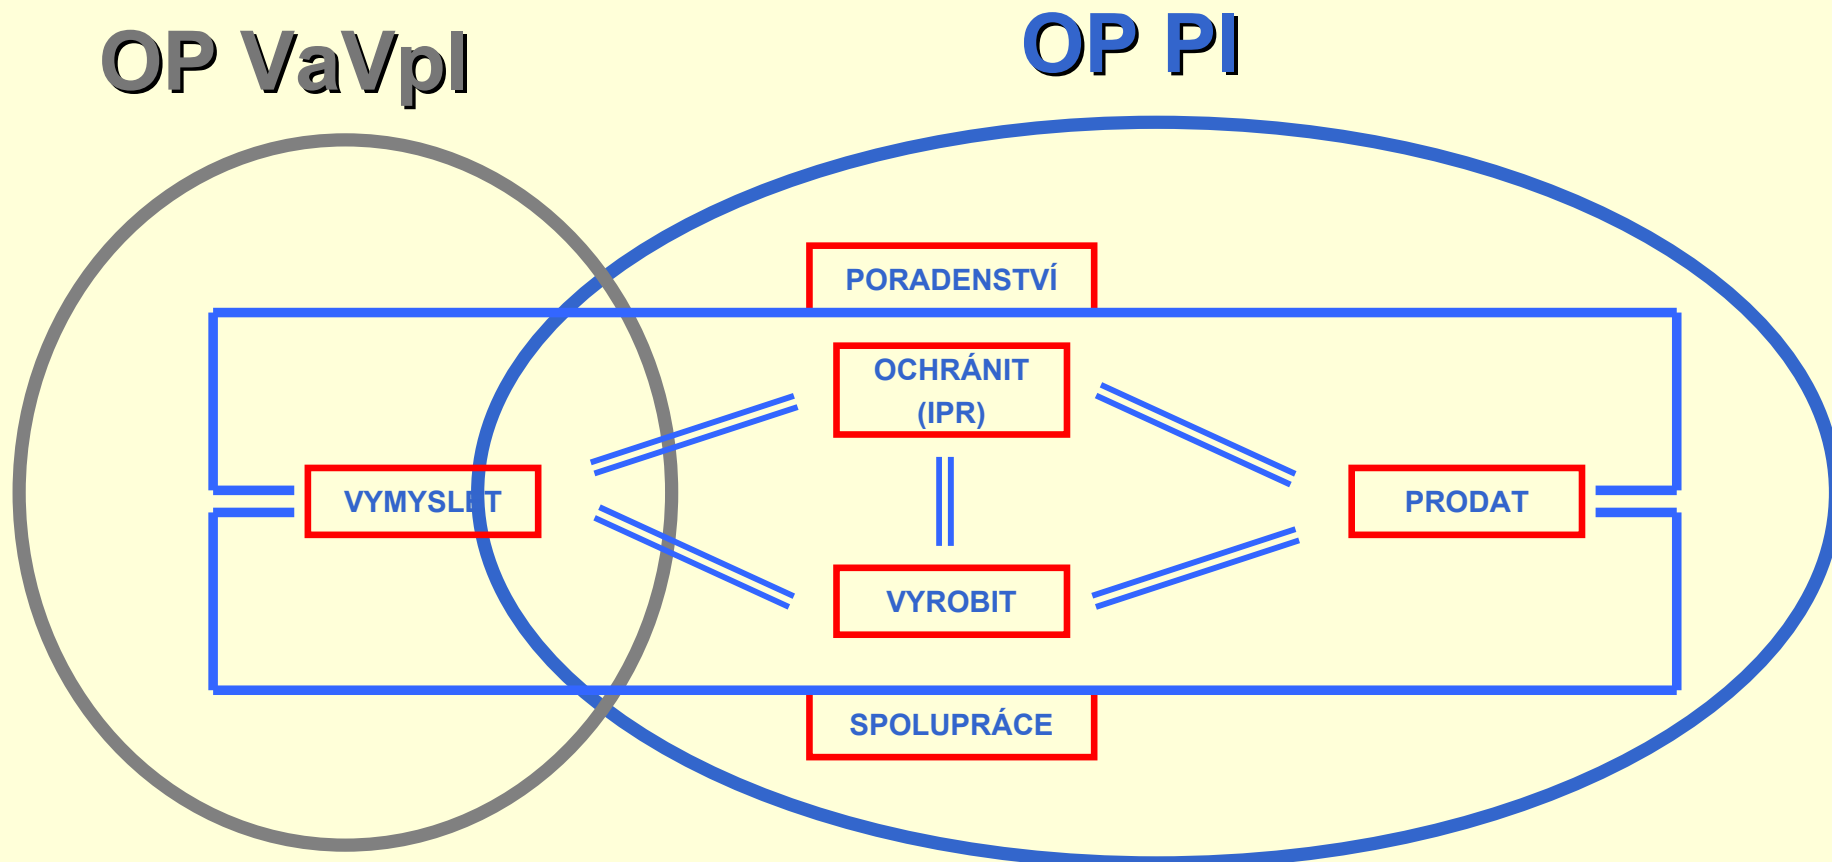 OP VaVpI
OP PI
PORADENSTVÍ
OCHRÁNIT
(IPR)
VYMYSLET
PRODAT
VYROBIT
SPOLUPRÁCE